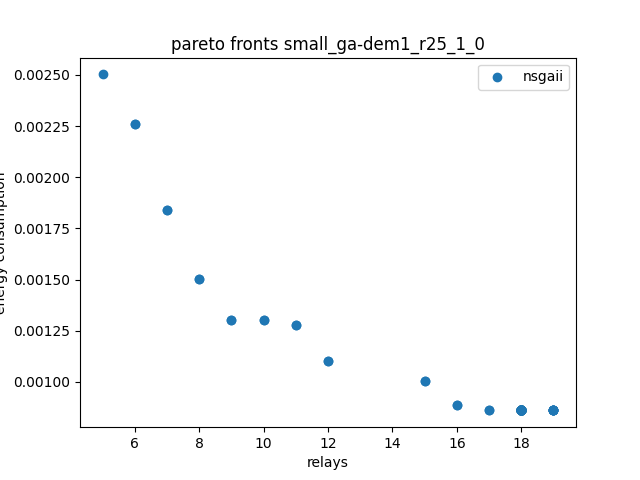 pareto fronts small_ga-dem1_r25_1_0
nsgaii
0.00250
0.00225
0.00200
0.00175
0.00150
0.00125
0.00100
energy consumption
6 8 10 12 14 16 18
relays